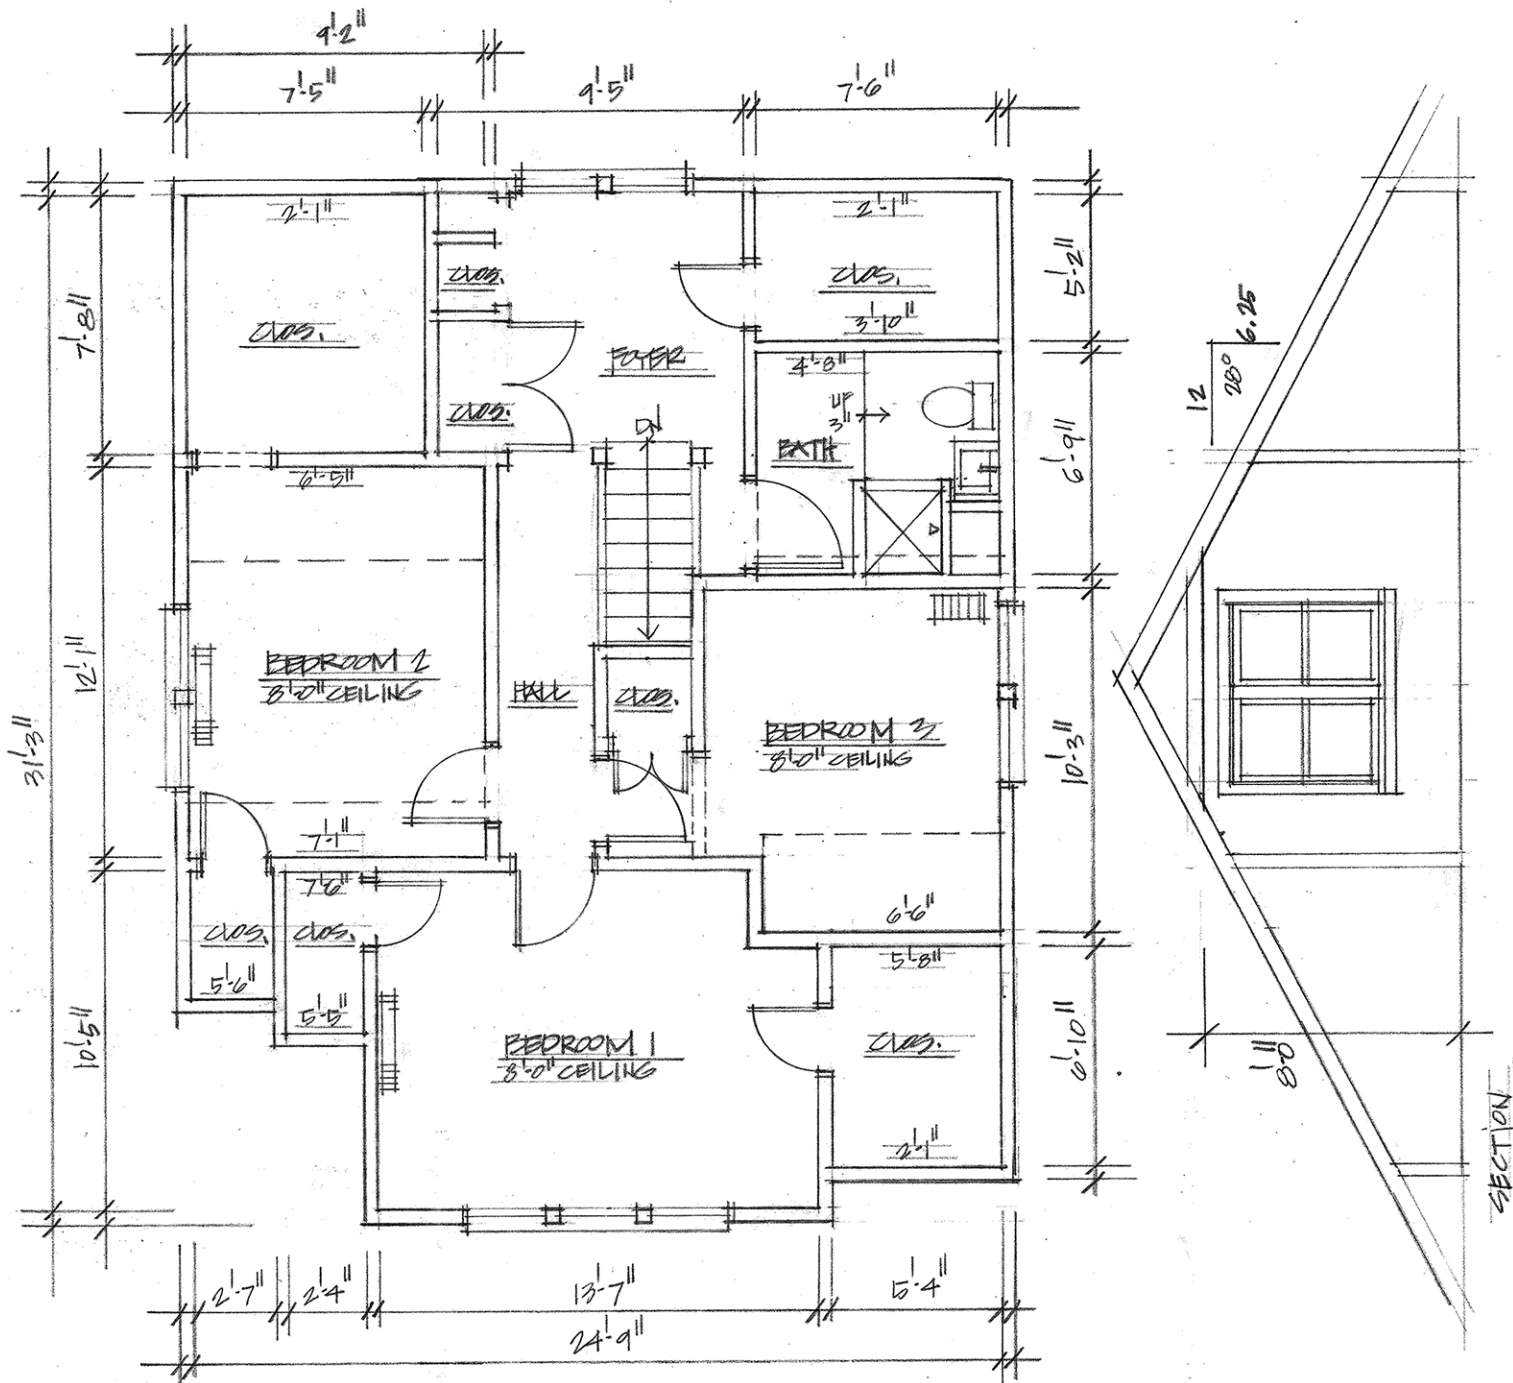 9'-2"
7'-5"
9'-5"
7'-6"
2'-1"
CLOS.
CLOS.
CLOS.
FOYER
DN
2'-1"
CLOS.
3'-10"
4'-8"
UP
3"
BATH
7'-8"
5'-2"
6'-9"
12
6.25
28°
6'-5"
BEDROOM 2
8'-0" CEILING
HALL
CLOS.
BEDROOM 3
8'-0" CEILING
12'-1"
31'-3"
10'-3"
7'-1"
7'-6"
CLOS.
CLOS.
5'-6"
5'-5"
6'-6"
5'-8"
CLOS.
2'-1"
BEDROOM 1
8'-0" CEILING
10'-5"
6'-10"
8'-0"
SECTION
2'-7"
2'-4"
13'-7"
5'-4"
24'-9"